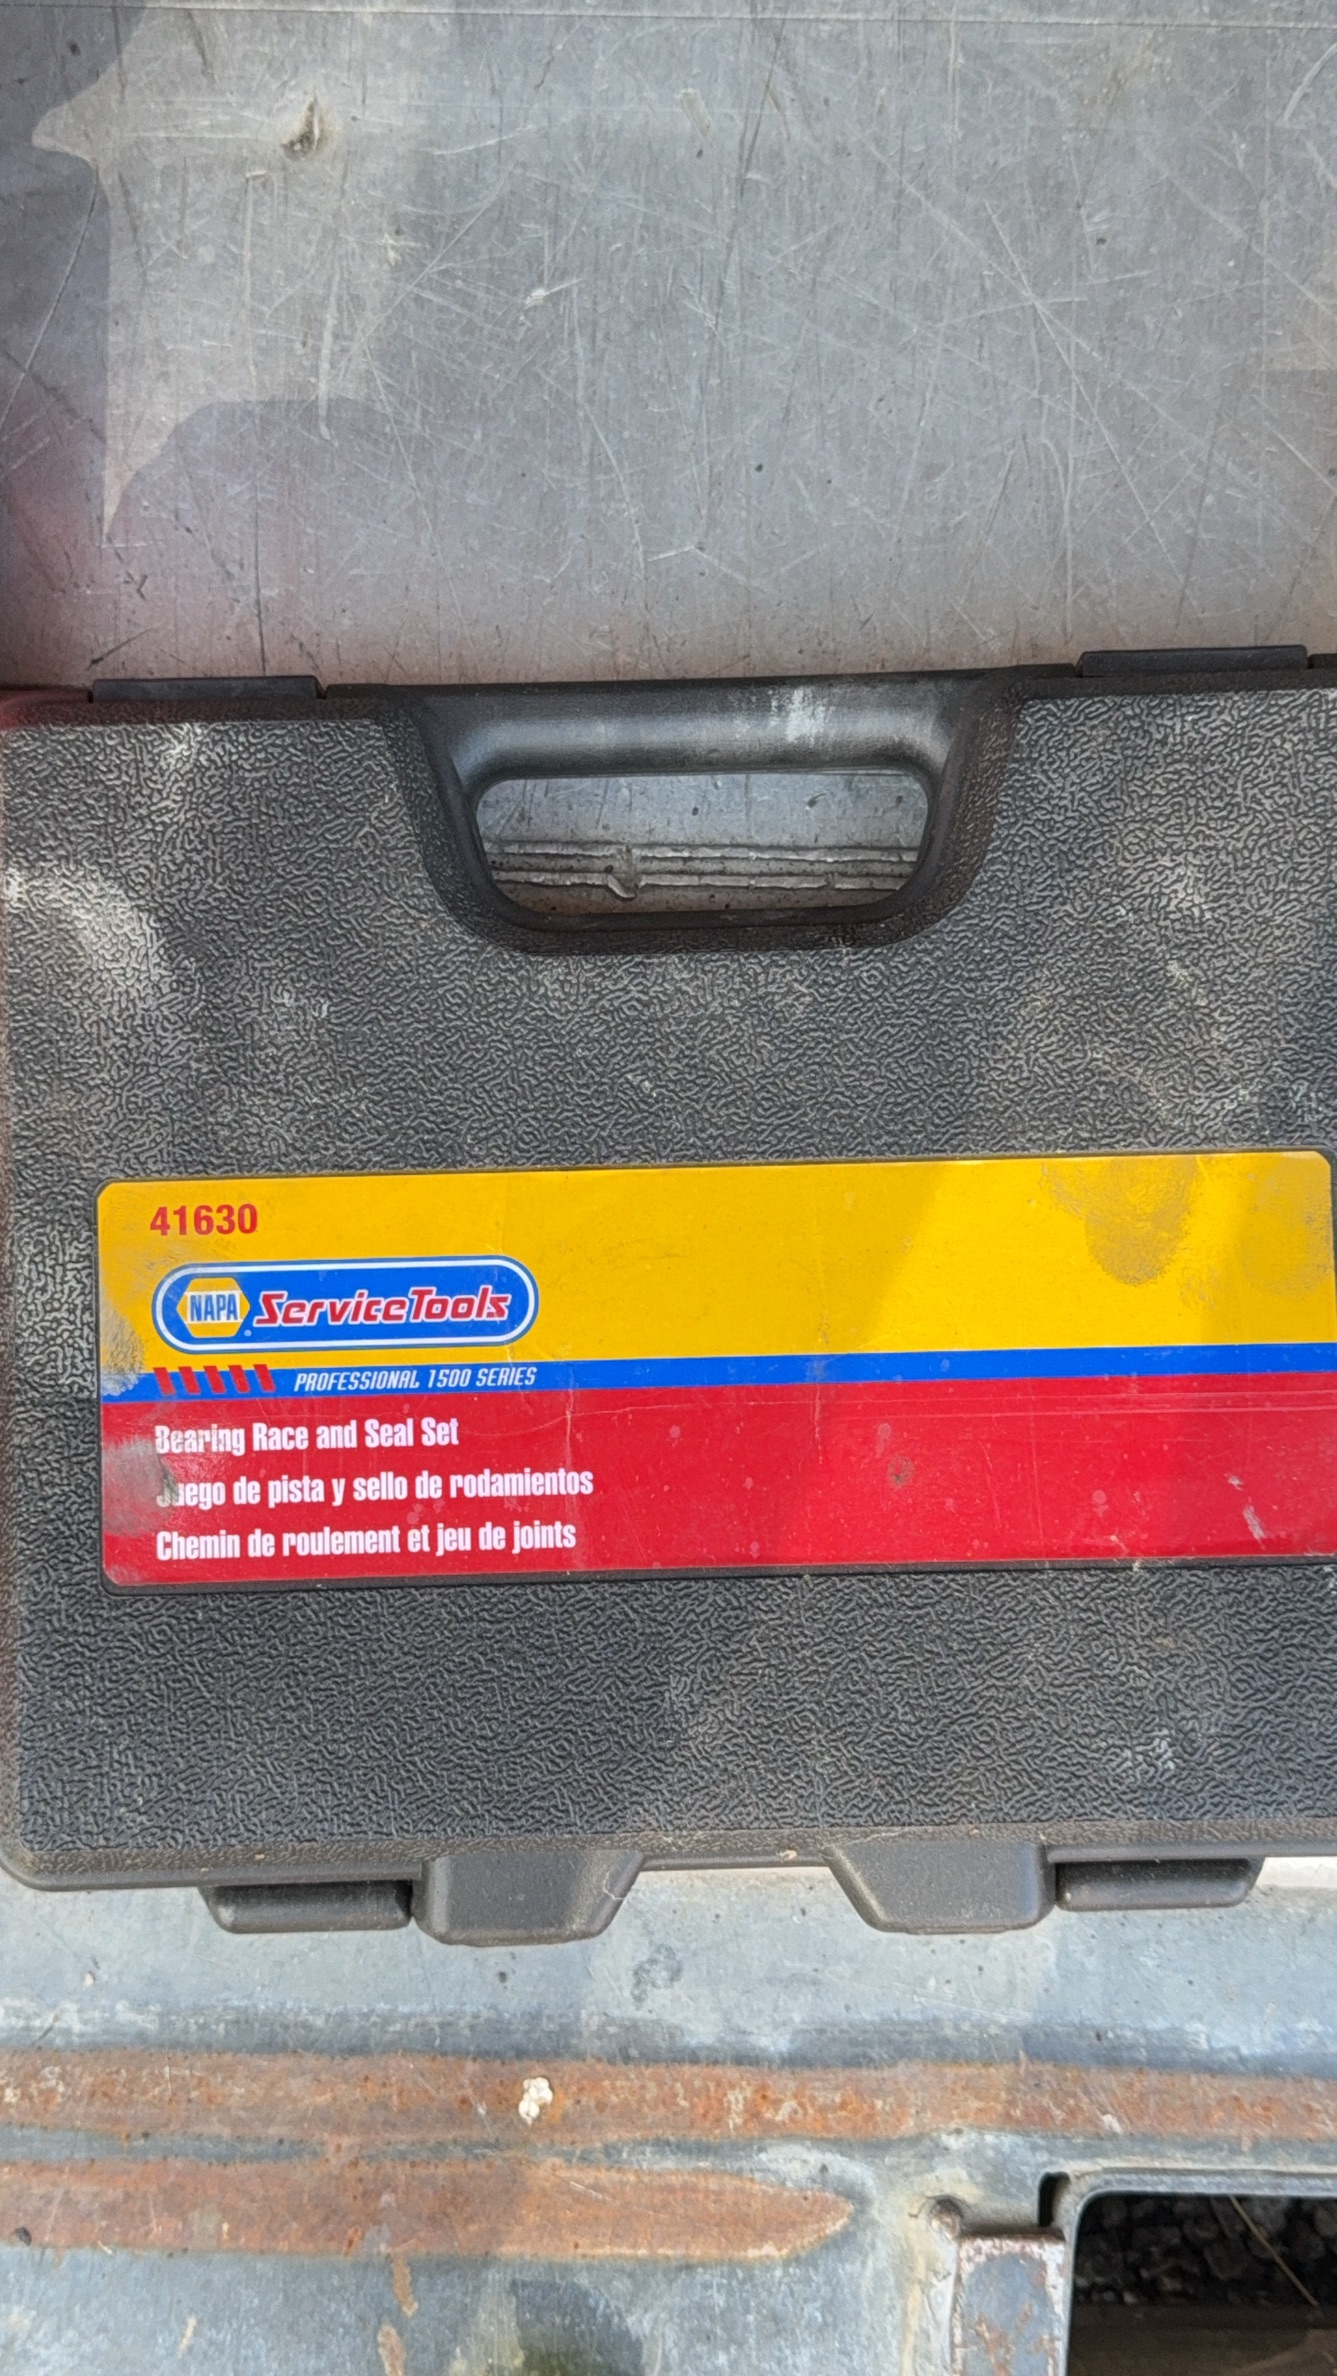 41630
NAPA ServiceTools
PROFESSIONAL 1500 SERIES
Bearing Race and Seal Set
Juego de pista y sello de rodamientos
Chemin de roulement et jeu de joints